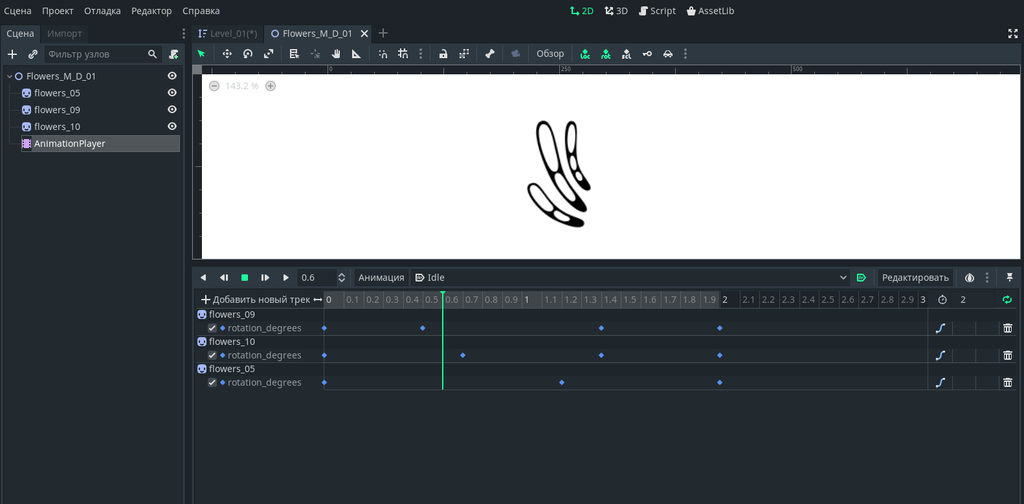 Сцена Проект Отладка Редактор Справка
2D 3D Script AssetLib
Сцена Импорт
Level_01(*) Flowers_M_D_01
Фильтр узлов
Обзор
Flowers_M_D_01
flowers_05
flowers_09
flowers_10
AnimationPlayer
0 250 500
143.2 %
0.6 Анимация Idle Редактировать
Добавить новый трек 0 0.1 0.2 0.3 0.4 0.5 0.6 0.7 0.8 0.9 1 1.1 1.2 1.3 1.4 1.5 1.6 1.7 1.8 1.9 2 2.1 2.2 2.3 2.4 2.5 2.6 2.7 2.8 2.9 3 2
flowers_09
rotation_degrees
flowers_10
rotation_degrees
flowers_05
rotation_degrees